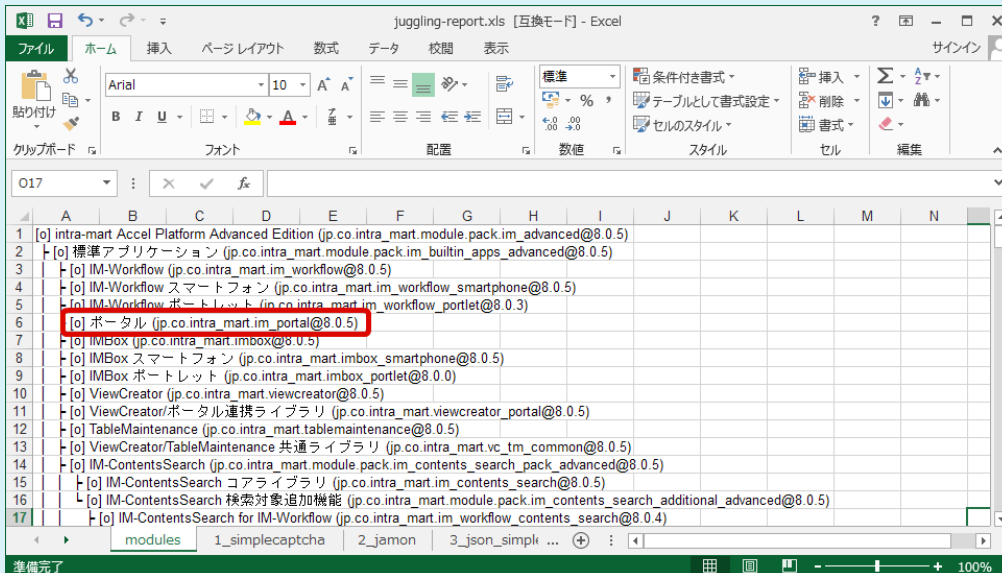 juggling-report.xls [互換モード] - Excel
ファイル ホーム 挿入 ページ レイアウト 数式 データ 校閲 表示 サインイン
貼り付け
Arial 10 A A
B I U A
標準
% ,
条件付き書式
テーブルとして書式設定
セルのスタイル
挿入
削除
書式
クリップボード フォント 配置 数値 スタイル セル 編集
O17 fx
A B C D E F G H I J K L M N
1 [o] intra-mart Accel Platform Advanced Edition (jp.co.intra_mart.module.pack.im_advanced@8.0.5)
2 [o] 標準アプリケーション (jp.co.intra_mart.module.pack.im_builtin_apps_advanced@8.0.5)
3 [o] IM-Workflow (jp.co.intra_mart.im_workflow@8.0.5)
4 [o] IM-Workflow スマートフォン (jp.co.intra_mart.im_workflow_smartphone@8.0.5)
5 [o] IM-Workflow ポートレット (jp.co.intra_mart.im_workflow_portlet@8.0.3)
6 [o] ポータル (jp.co.intra_mart.im_portal@8.0.5)
7 [o] IMBox (jp.co.intra_mart.imbox@8.0.5)
8 [o] IMBox スマートフォン (jp.co.intra_mart.imbox_smartphone@8.0.5)
9 [o] IMBox ポートレット (jp.co.intra_mart.imbox_portlet@8.0.0)
10 [o] ViewCreator (jp.co.intra_mart.viewcreator@8.0.5)
11 [o] ViewCreator/ポータル連携ライブラリ (jp.co.intra_mart.viewcreator_portal@8.0.5)
12 [o] TableMaintenance (jp.co.intra_mart.tablemaintenance@8.0.5)
13 [o] ViewCreator/TableMaintenance 共通ライブラリ (jp.co.intra_mart.vc_tm_common@8.0.5)
14 [o] IM-ContentsSearch (jp.co.intra_mart.module.pack.im_contents_search_pack_advanced@8.0.5)
15 [o] IM-ContentsSearch コアライブラリ (jp.co.intra_mart.im_contents_search@8.0.5)
16 [o] IM-ContentsSearch 検索対象追加機能 (jp.co.intra_mart.module.pack.im_contents_search_additional_advanced@8.0.5)
17 [o] IM-ContentsSearch for IM-Workflow (jp.co.intra_mart.im_workflow_contents_search@8.0.4)
modules 1_simplecaptcha 2_jamon 3_json_simple ...
準備完了 100%